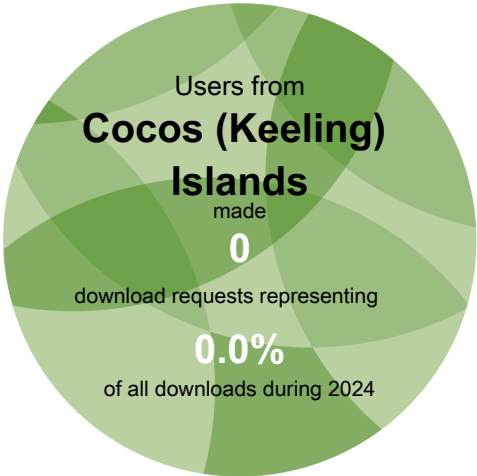 Users from
Cocos (Keeling)
Islands
made
0
download requests representing
0.0%
of all downloads during 2024